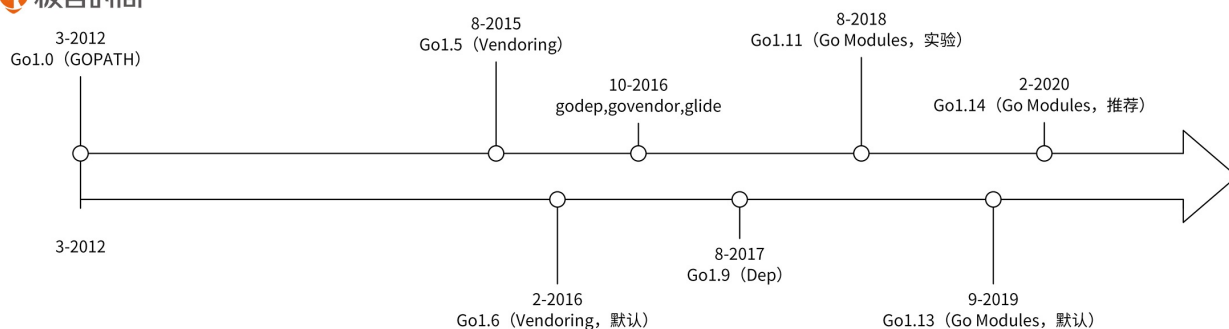 3-2012
Go1.0（GOPATH）
8-2015
Go1.5（Vendoring）
10-2016
godep,govendor,glide
8-2018
Go1.11（Go Modules，实验）
2-2020
Go1.14（Go Modules，推荐）
3-2012
2-2016
Go1.6（Vendoring，默认）
8-2017
Go1.9（Dep）
9-2019
Go1.13（Go Modules，默认）